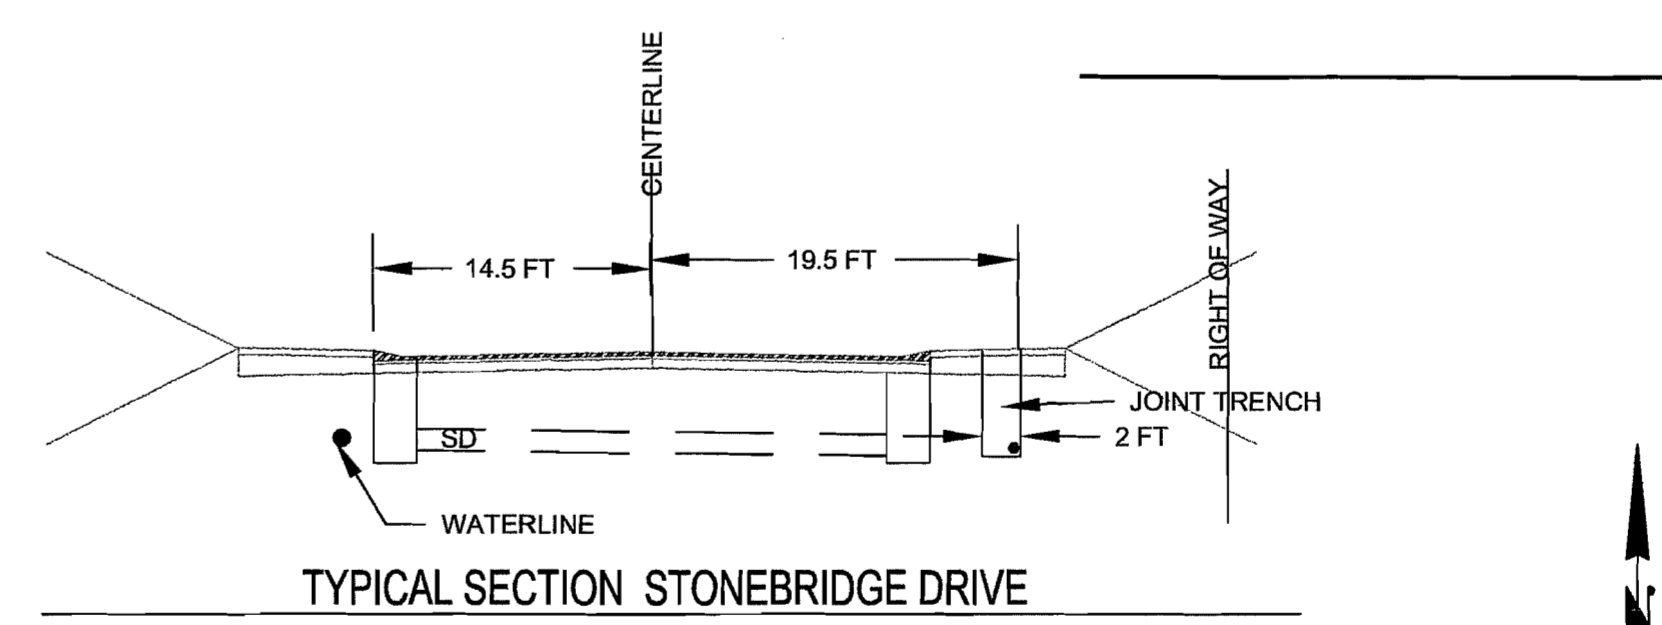 CENTERLINE
RIGHT OF WAY
14.5 FT
19.5 FT
JOINT TRENCH
SD
2 FT
WATERLINE
TYPICAL SECTION STONEBRIDGE DRIVE